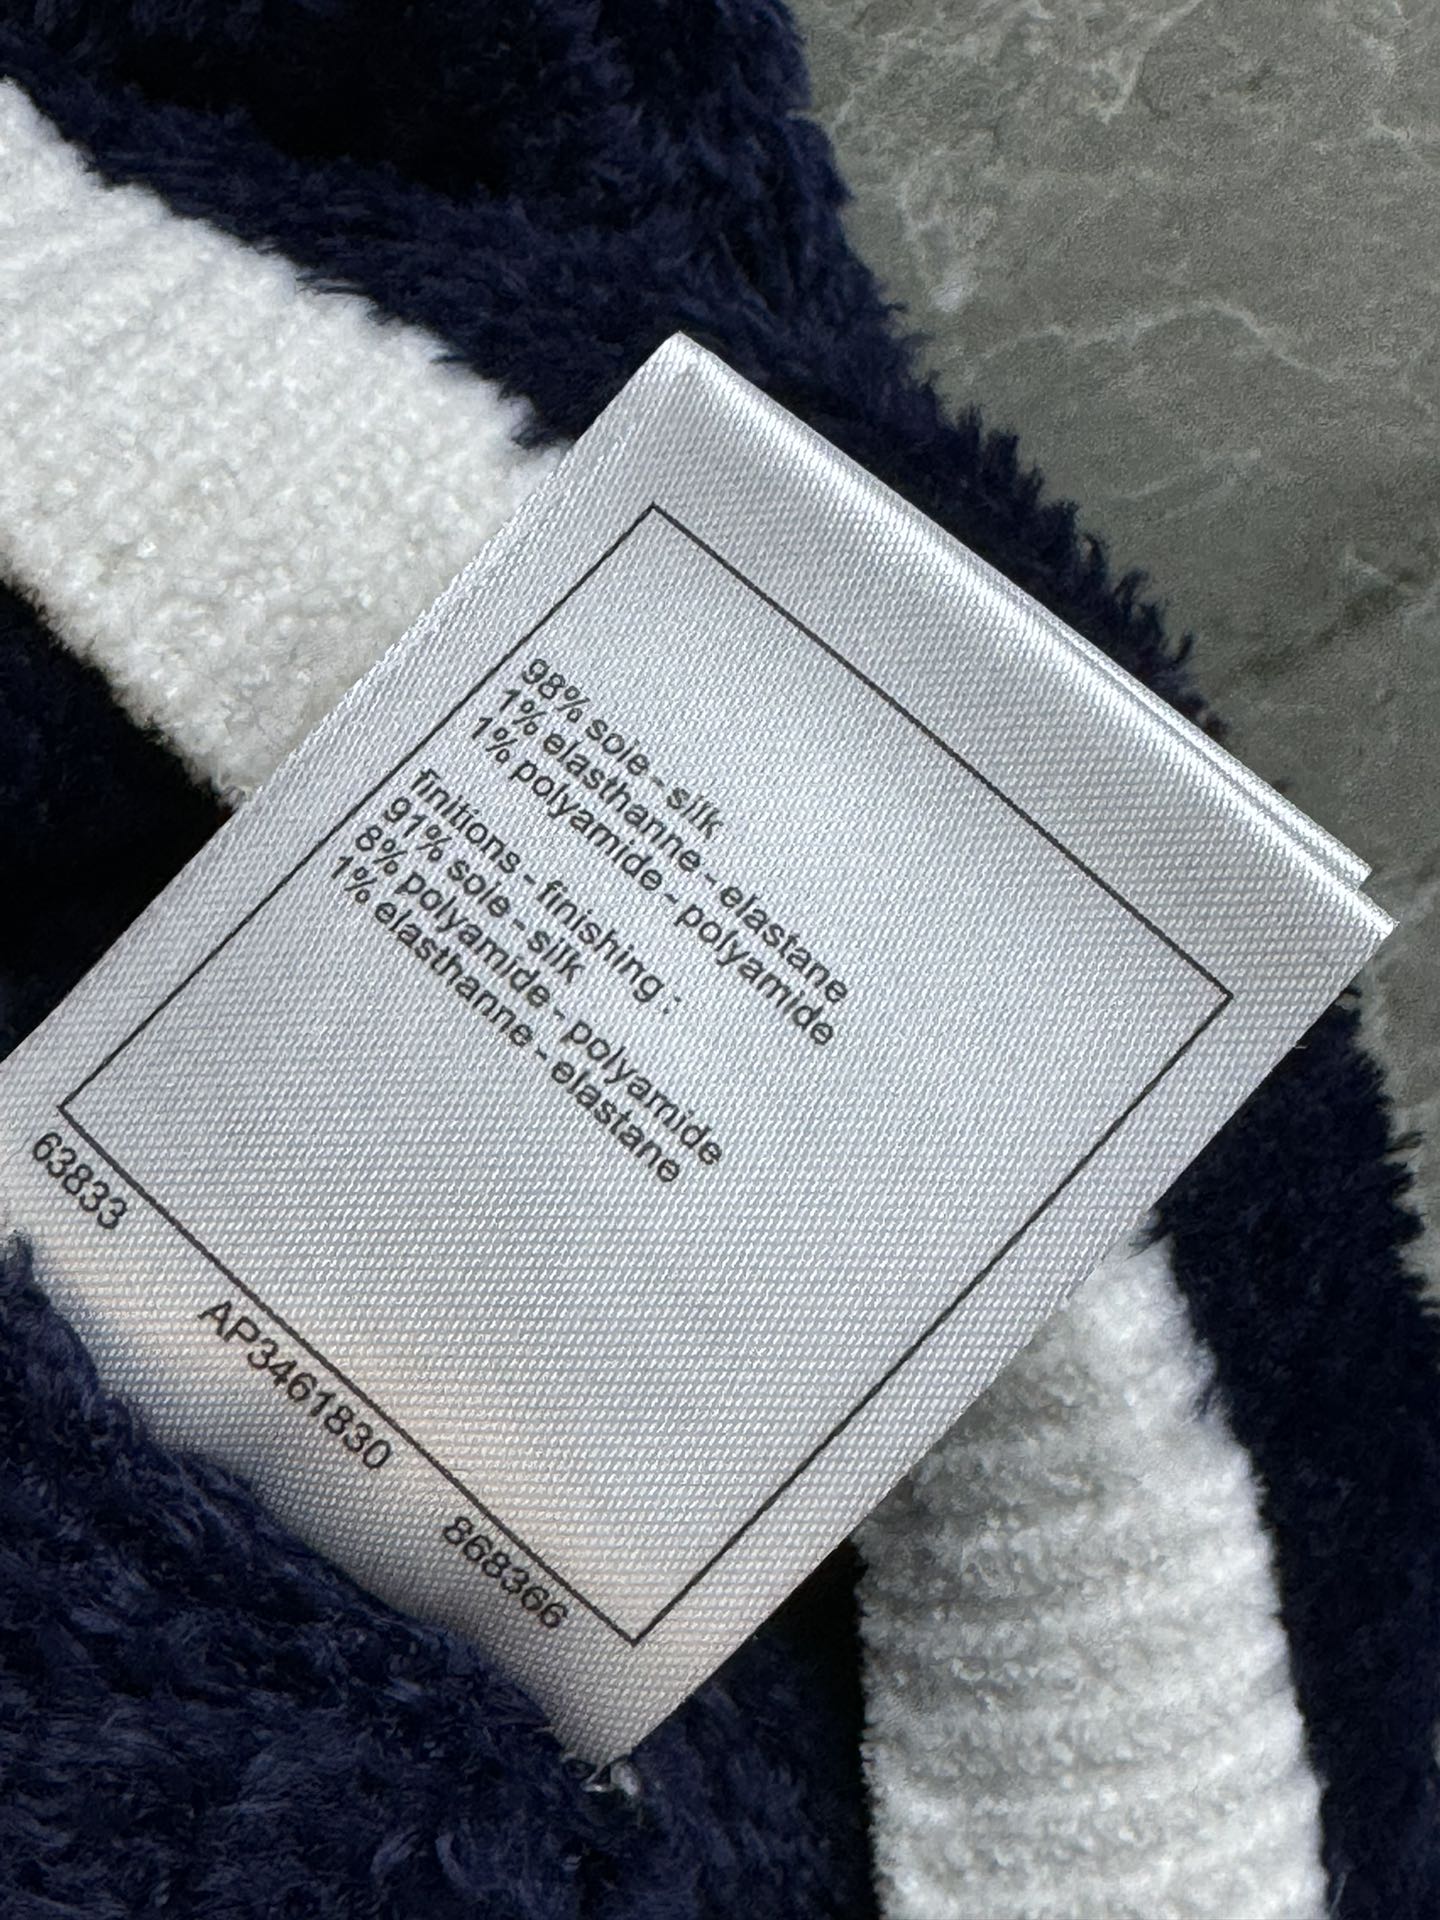 98% soie - silk
1% elasthanne - elastane
1% polyamide - polyamide
finitions - finishing :
91% soie - silk
8% polyamide - polyamide
1% elasthanne - elastane
63833 AP3461830 868366